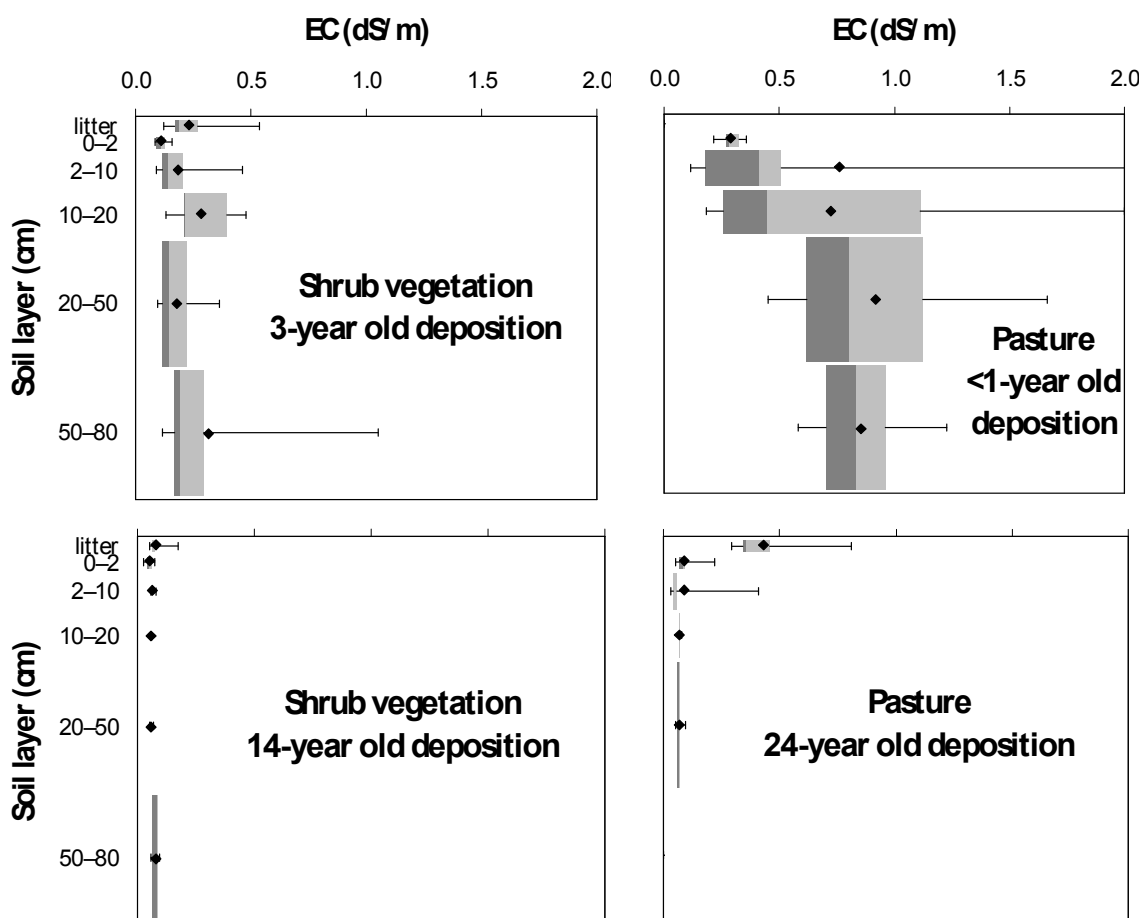 EC (dS/m)
0.0 0.5 1.0 1.5 2.0
Soil layer (cm)
litter
0–2
2–10
10–20
20–50
50–80
Shrub vegetation
3-year old deposition
EC (dS/m)
0.0 0.5 1.0 1.5 2.0
Pasture
<1-year old
deposition
Soil layer (cm)
litter
0–2
2–10
10–20
20–50
50–80
Shrub vegetation
14-year old deposition
Pasture
24-year old deposition